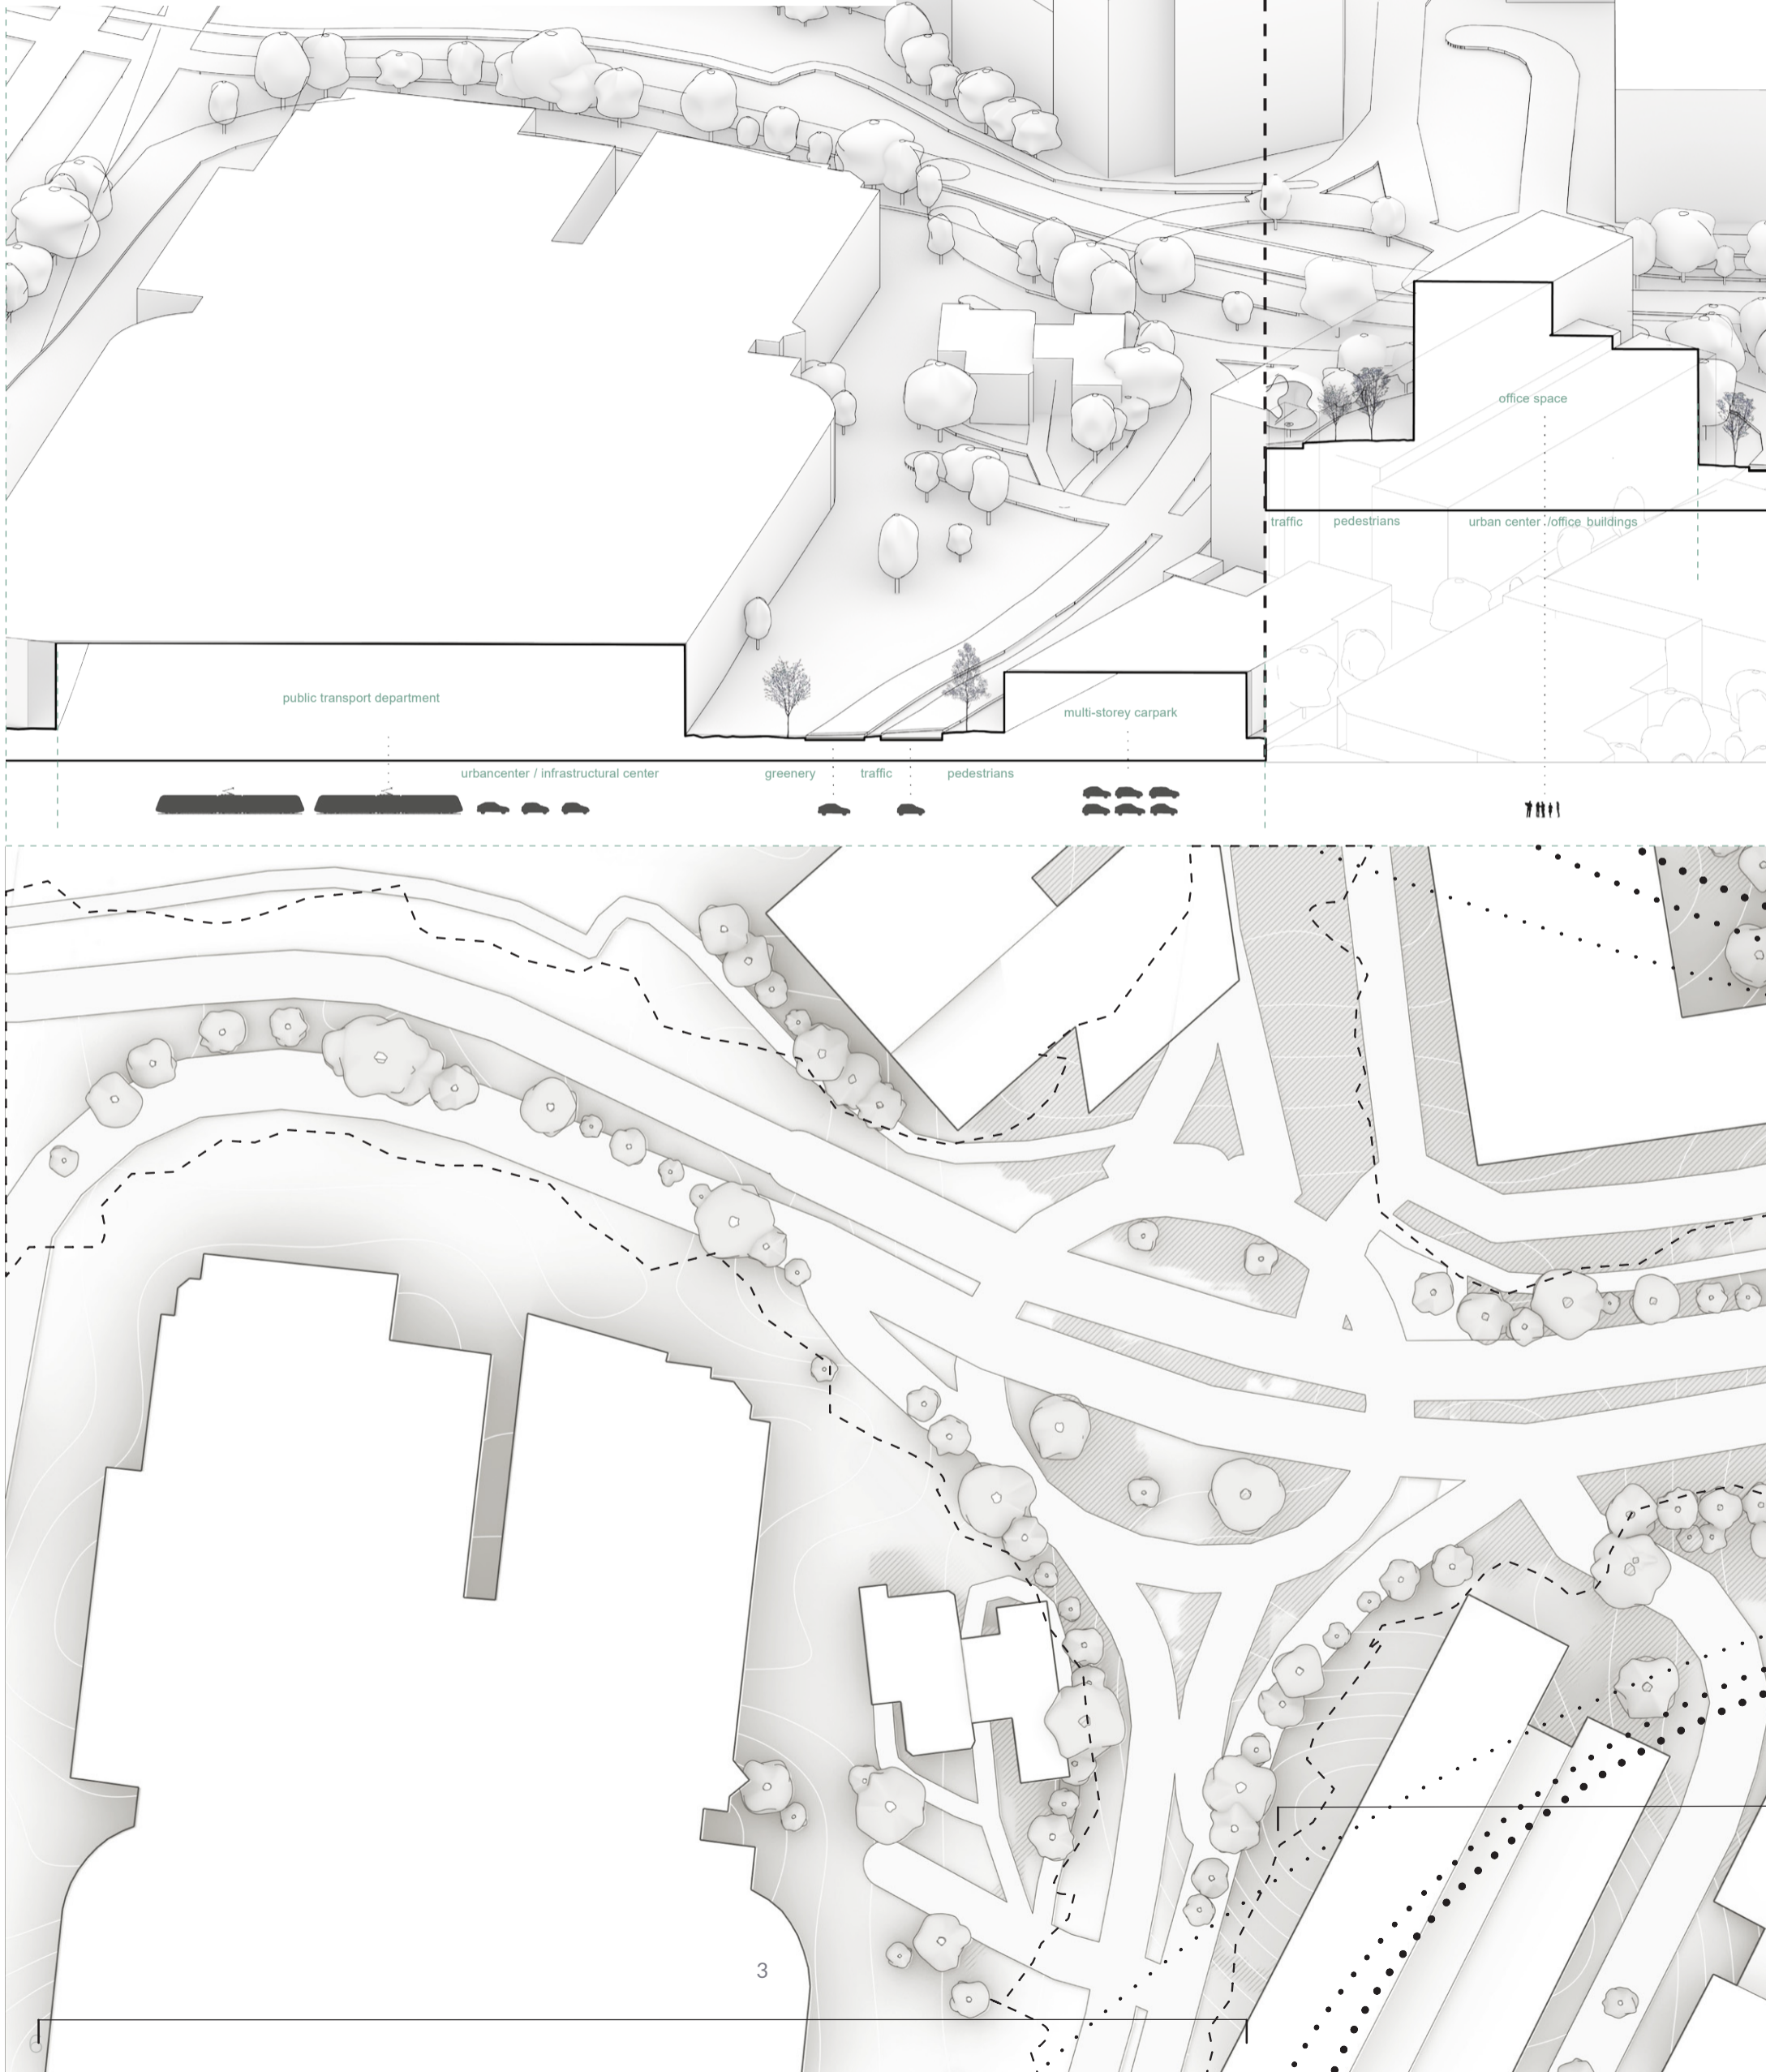 office space
traffic
pedestrians
urban center /office buildings
public transport department
multi-storey carpark
urbancenter / infrastructural center
greenery
traffic
pedestrians
3